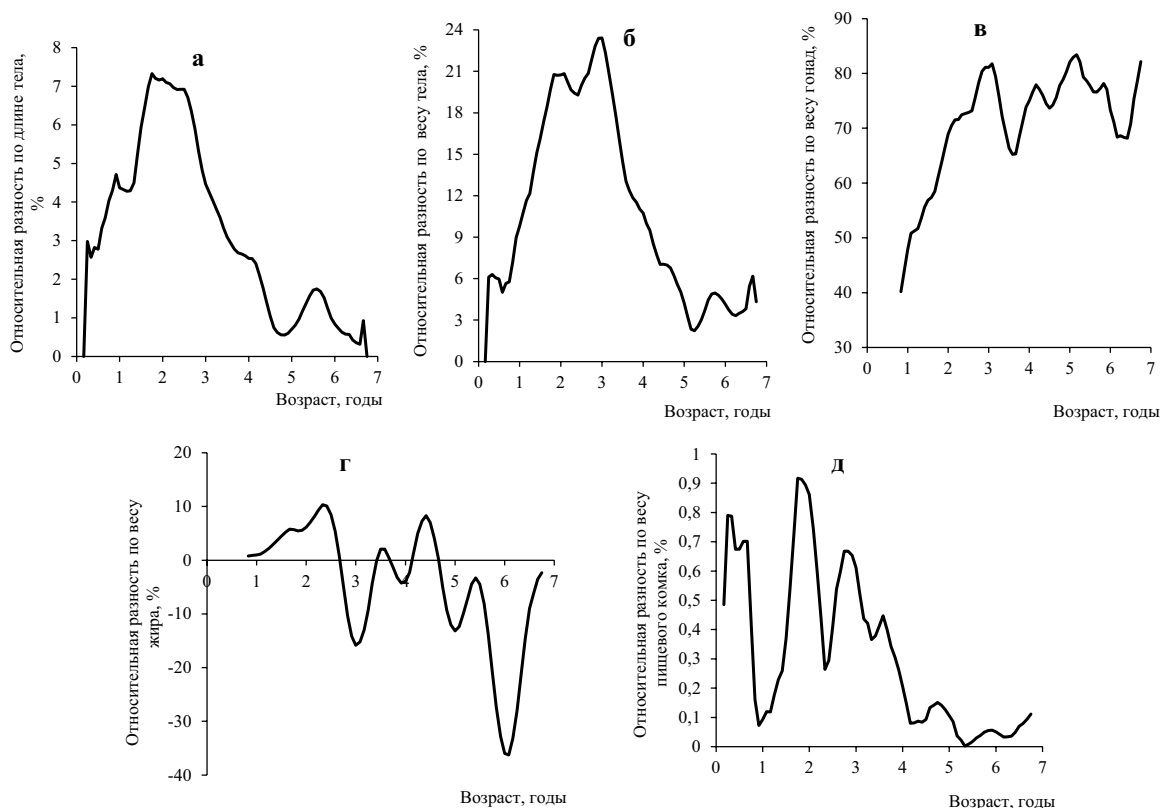 а
Относительная разность по длине тела,
%
8
7
6
5
4
3
2
1
0
0 1 2 3 4 5 6 7
Возраст, годы
б
Относительная разность по весу тела, %
24
21
18
15
12
9
6
3
0
0 1 2 3 4 5 6 7
Возраст, годы
в
Относительная разность по весу гонад, %
90
80
70
60
50
40
30
0 1 2 3 4 5 6 7
Возраст, годы
г
Относительная разность по весу
жира, %
20
10
0
-10
-20
-30
-40
0 1 2 3 4 5 6 7
Возраст, годы
д
Относительная разность по весу
пищевого комка, %
1
0,9
0,8
0,7
0,6
0,5
0,4
0,3
0,2
0,1
0
0 1 2 3 4 5 6 7
Возраст, годы